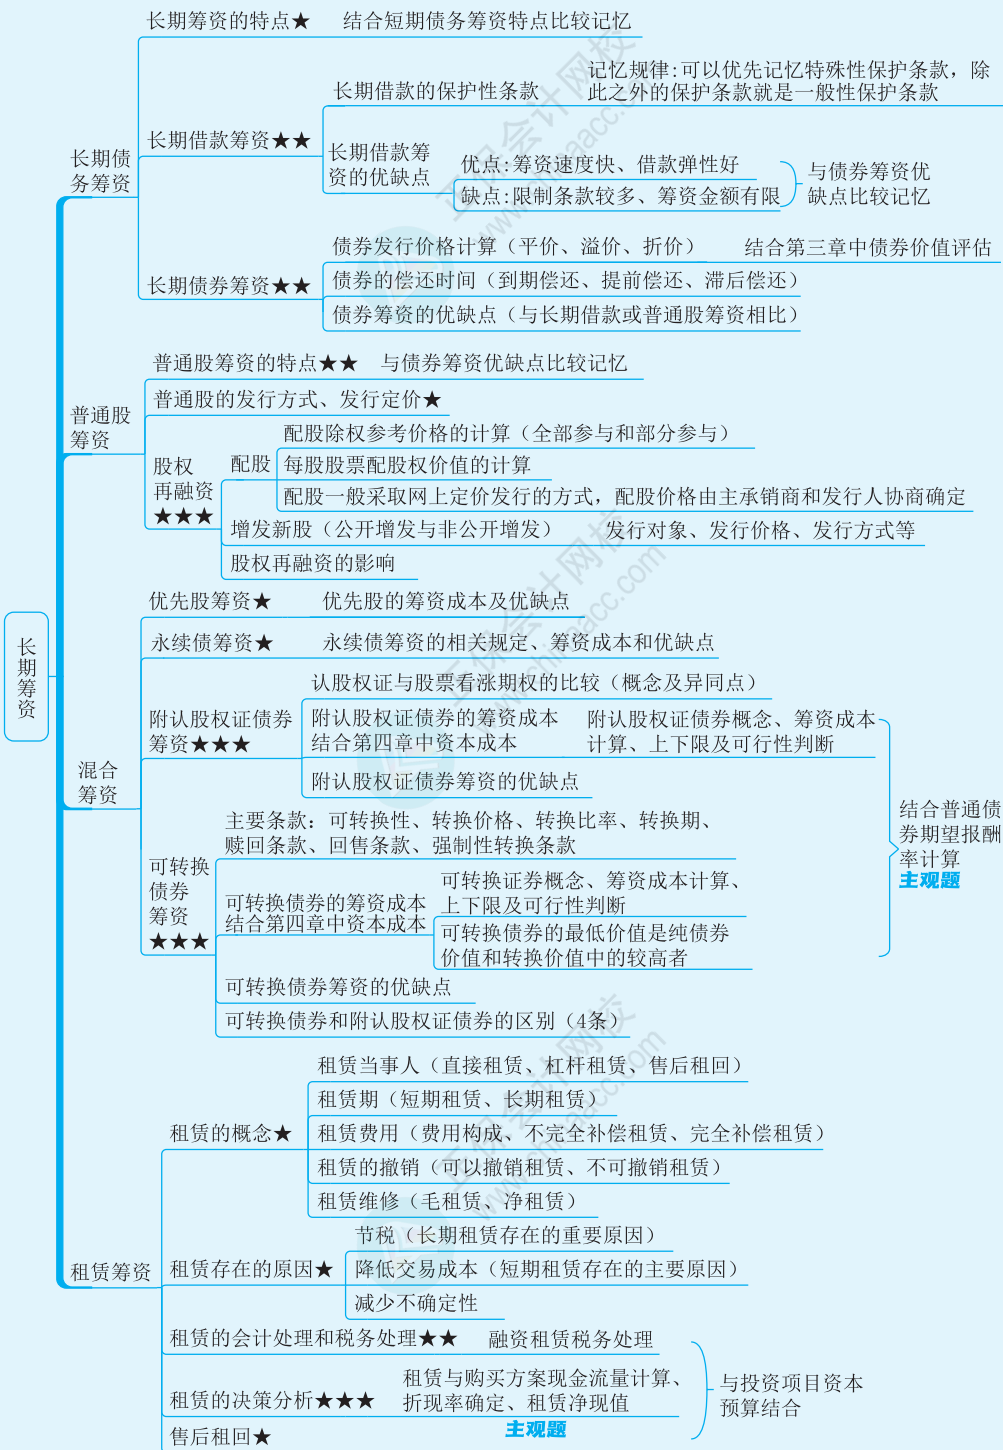 长期筹资
长期债
务筹资
长期筹资的特点★ 结合短期债务筹资特点比较记忆
长期借款筹资★★
长期借款的保护性条款
记忆规律:可以优先记忆特殊性保护条款，除
此之外的保护条款就是一般性保护条款
长期借款筹
资的优缺点
优点:筹资速度快、借款弹性好
缺点:限制条款较多、筹资金额有限
与债券筹资优
缺点比较记忆
长期债券筹资★★
债券发行价格计算（平价、溢价、折价） 结合第三章中债券价值评估
债券的偿还时间（到期偿还、提前偿还、滞后偿还）
债券筹资的优缺点（与长期借款或普通股筹资相比）
普通股
筹资
普通股筹资的特点★★ 与债券筹资优缺点比较记忆
普通股的发行方式、发行定价★
股权
再融资
★★★
配股
配股除权参考价格的计算（全部参与和部分参与）
每股股票配股权价值的计算
配股一般采取网上定价发行的方式，配股价格由主承销商和发行人协商确定
增发新股（公开增发与非公开增发） 发行对象、发行价格、发行方式等
股权再融资的影响
混合
筹资
优先股筹资★ 优先股的筹资成本及优缺点
永续债筹资★ 永续债筹资的相关规定、筹资成本和优缺点
附认股权证债券
筹资★★★
认股权证与股票看涨期权的比较（概念及异同点）
附认股权证债券的筹资成本
结合第四章中资本成本
附认股权证债券概念、筹资成本
计算、上下限及可行性判断
附认股权证债券筹资的优缺点
可转换
债券
筹资
★★★
主要条款：可转换性、转换价格、转换比率、转换期、
赎回条款、回售条款、强制性转换条款
可转换债券的筹资成本
结合第四章中资本成本
可转换证券概念、筹资成本计算、
上下限及可行性判断
可转换债券的最低价值是纯债券
价值和转换价值中的较高者
可转换债券筹资的优缺点
可转换债券和附认股权证债券的区别（4条）
结合普通债
券期望报酬
率计算
主观题
租赁筹资
租赁的概念★
租赁当事人（直接租赁、杠杆租赁、售后租回）
租赁期（短期租赁、长期租赁）
租赁费用（费用构成、不完全补偿租赁、完全补偿租赁）
租赁的撤销（可以撤销租赁、不可撤销租赁）
租赁维修（毛租赁、净租赁）
租赁存在的原因★
节税（长期租赁存在的重要原因）
降低交易成本（短期租赁存在的主要原因）
减少不确定性
租赁的会计处理和税务处理★★ 融资租赁税务处理
租赁的决策分析★★★
租赁与购买方案现金流量计算、
折现率确定、租赁净现值
主观题
与投资项目资本
预算结合
售后租回★
正保会计网校
www.chinaacc.com
正保会计网校
www.chinaacc.com
正保会计网校
www.chinaacc.com